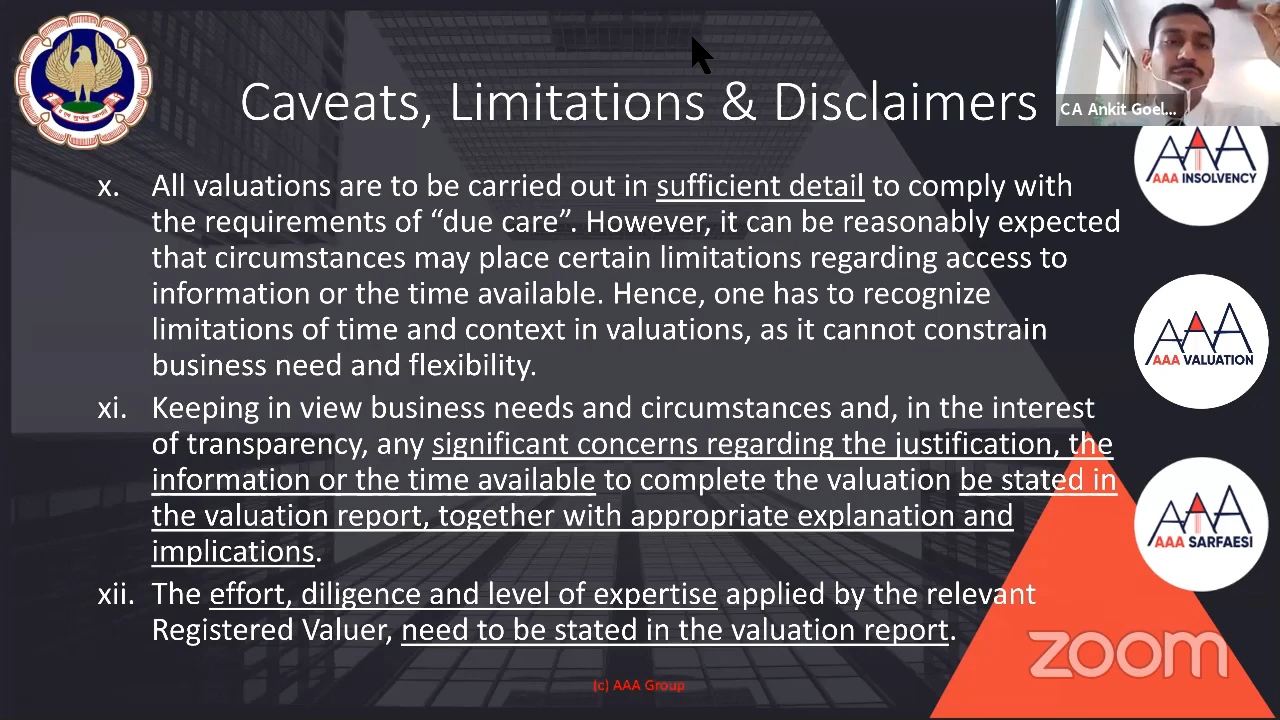 Caveats, Limitations & Disclaimers
CA Ankit Goel...
x. All valuations are to be carried out in sufficient detail to comply with
the requirements of “due care”. However, it can be reasonably expected
that circumstances may place certain limitations regarding access to
information or the time available. Hence, one has to recognize
limitations of time and context in valuations, as it cannot constrain
business need and flexibility.
xi. Keeping in view business needs and circumstances and, in the interest
of transparency, any significant concerns regarding the justification, the
information or the time available to complete the valuation be stated in
the valuation report, together with appropriate explanation and
implications.
xii. The effort, diligence and level of expertise applied by the relevant
Registered Valuer, need to be stated in the valuation report.
AAA
AAA INSOLVENCY
AAA
AAA VALUATION
AAA
AAA SARFAESI
zoom
(c) AAA Group